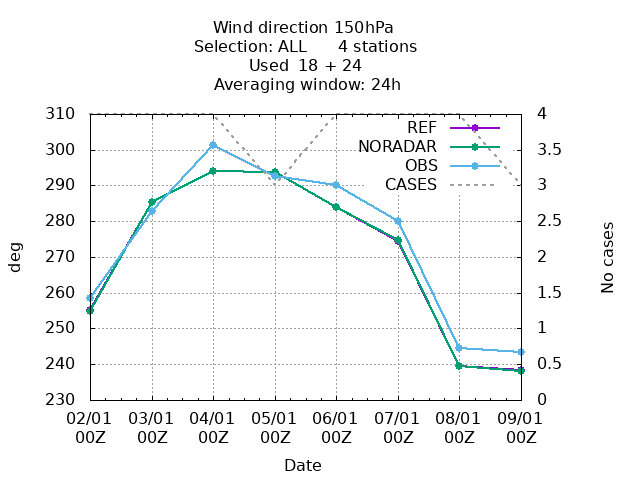 Wind direction 150hPa
Selection: ALL 4 stations
Used 18 + 24
Averaging window: 24h
310 4
REF
NORADAR
300 3.5
OBS
CASES
290 3
280 2.5
270 2
deg
No cases
260 1.5
250 1
240 0.5
230 0
02/01 03/01 04/01 05/01 06/01 07/01 08/01 09/01
00Z 00Z 00Z 00Z 00Z 00Z 00Z 00Z
Date